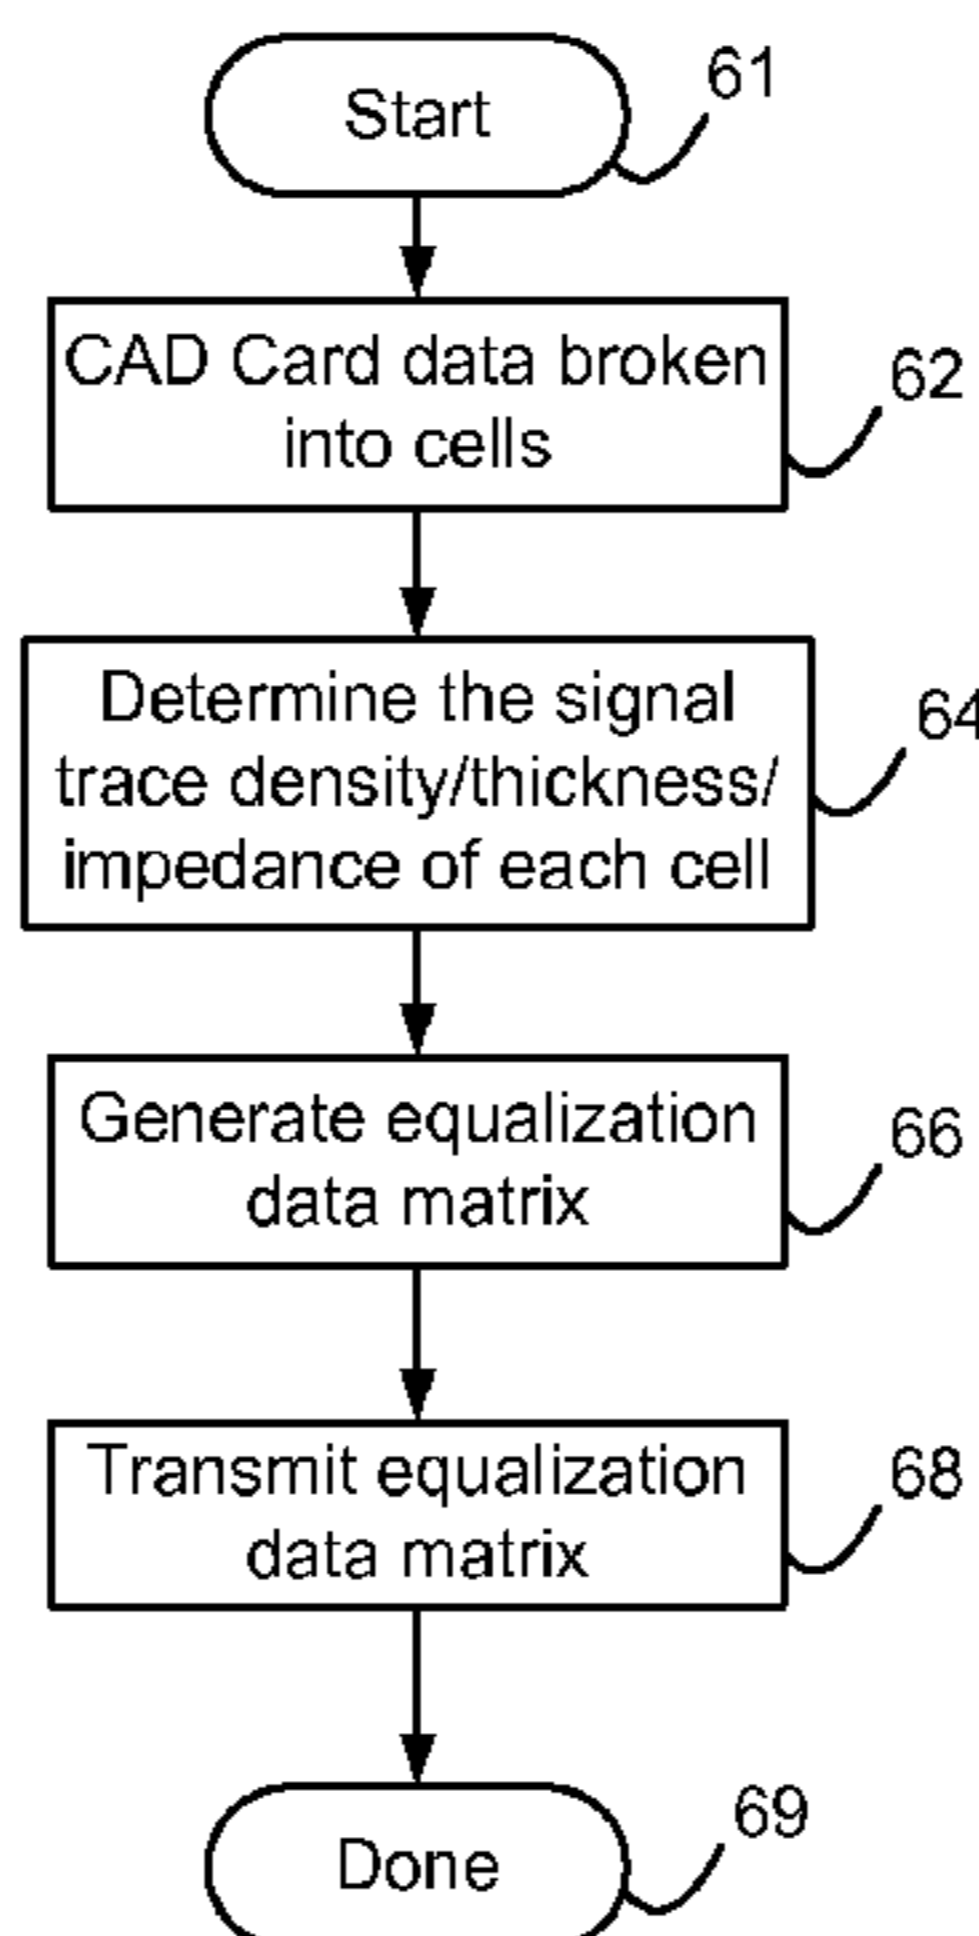 Start
61
CAD Card data broken
into cells
62
Determine the signal
trace density/thickness/
impedance of each cell
64
Generate equalization
data matrix
66
Transmit equalization
data matrix
68
Done
69